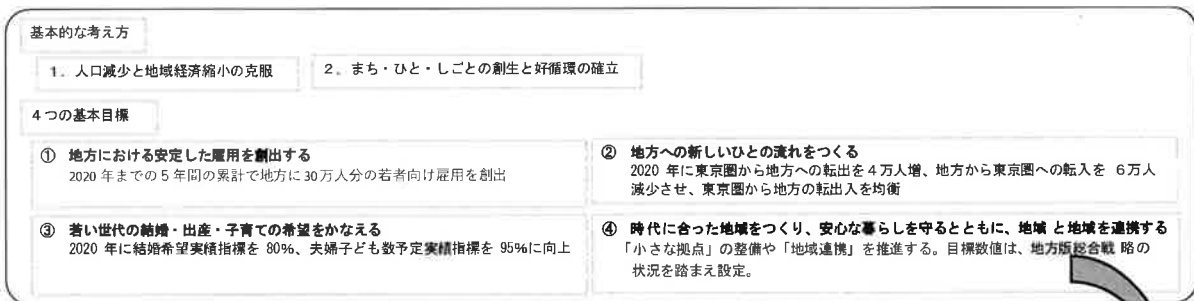 基本的な考え方
1．人口減少と地域経済縮小の克服
2．まち・ひと・しごとの創生と好循環の確立
4つの基本目標
① 地方における安定した雇用を創出する
2020 年までの5年間の累計で地方に30万人分の若者向け雇用を創出
② 地方への新しいひとの流れをつくる
2020 年に東京圏から地方への転出を4万人増、地方から東京圏への転入を 6万人
減少させ、東京圏から地方の転出入を均衡
③ 若い世代の結婚・出産・子育ての希望をかなえる
2020 年に結婚希望実績指標を 80%、夫婦子ども数予定実績指標を 95%に向上
④ 時代に合った地域をつくり、安心な暮らしを守るとともに、地域 と地域を連携する
「小さな拠点」の整備や「地域連携」を推進する。目標数値は、地方版総合戦 略の
状況を踏まえ設定。